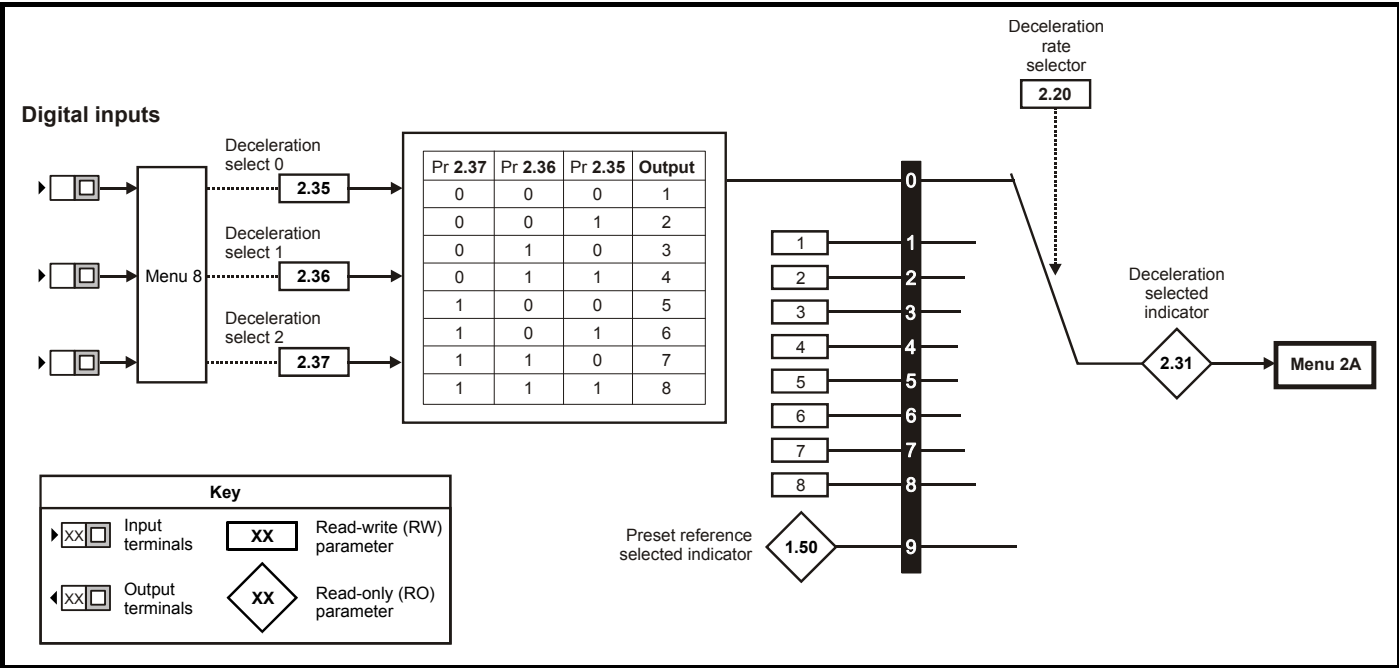 Deceleration
rate
selector
2.20
Digital inputs
Deceleration
select 0
2.35
Deceleration
select 1
2.36
Deceleration
select 2
2.37
Menu 8
Pr 2.37 Pr 2.36 Pr 2.35 Output
0 0 0 1
0 0 1 2
0 1 0 3
0 1 1 4
1 0 0 5
1 0 1 6
1 1 0 7
1 1 1 8
0
1 1
2 2
3 3
4 4
5 5
6 6
7 7
8 8
Preset reference
selected indicator
1.50
9
Deceleration
selected
indicator
2.31
Menu 2A
Key
XX
Input
terminals
XX
Read-write (RW)
parameter
XX
Output
terminals
XX
Read-only (RO)
parameter